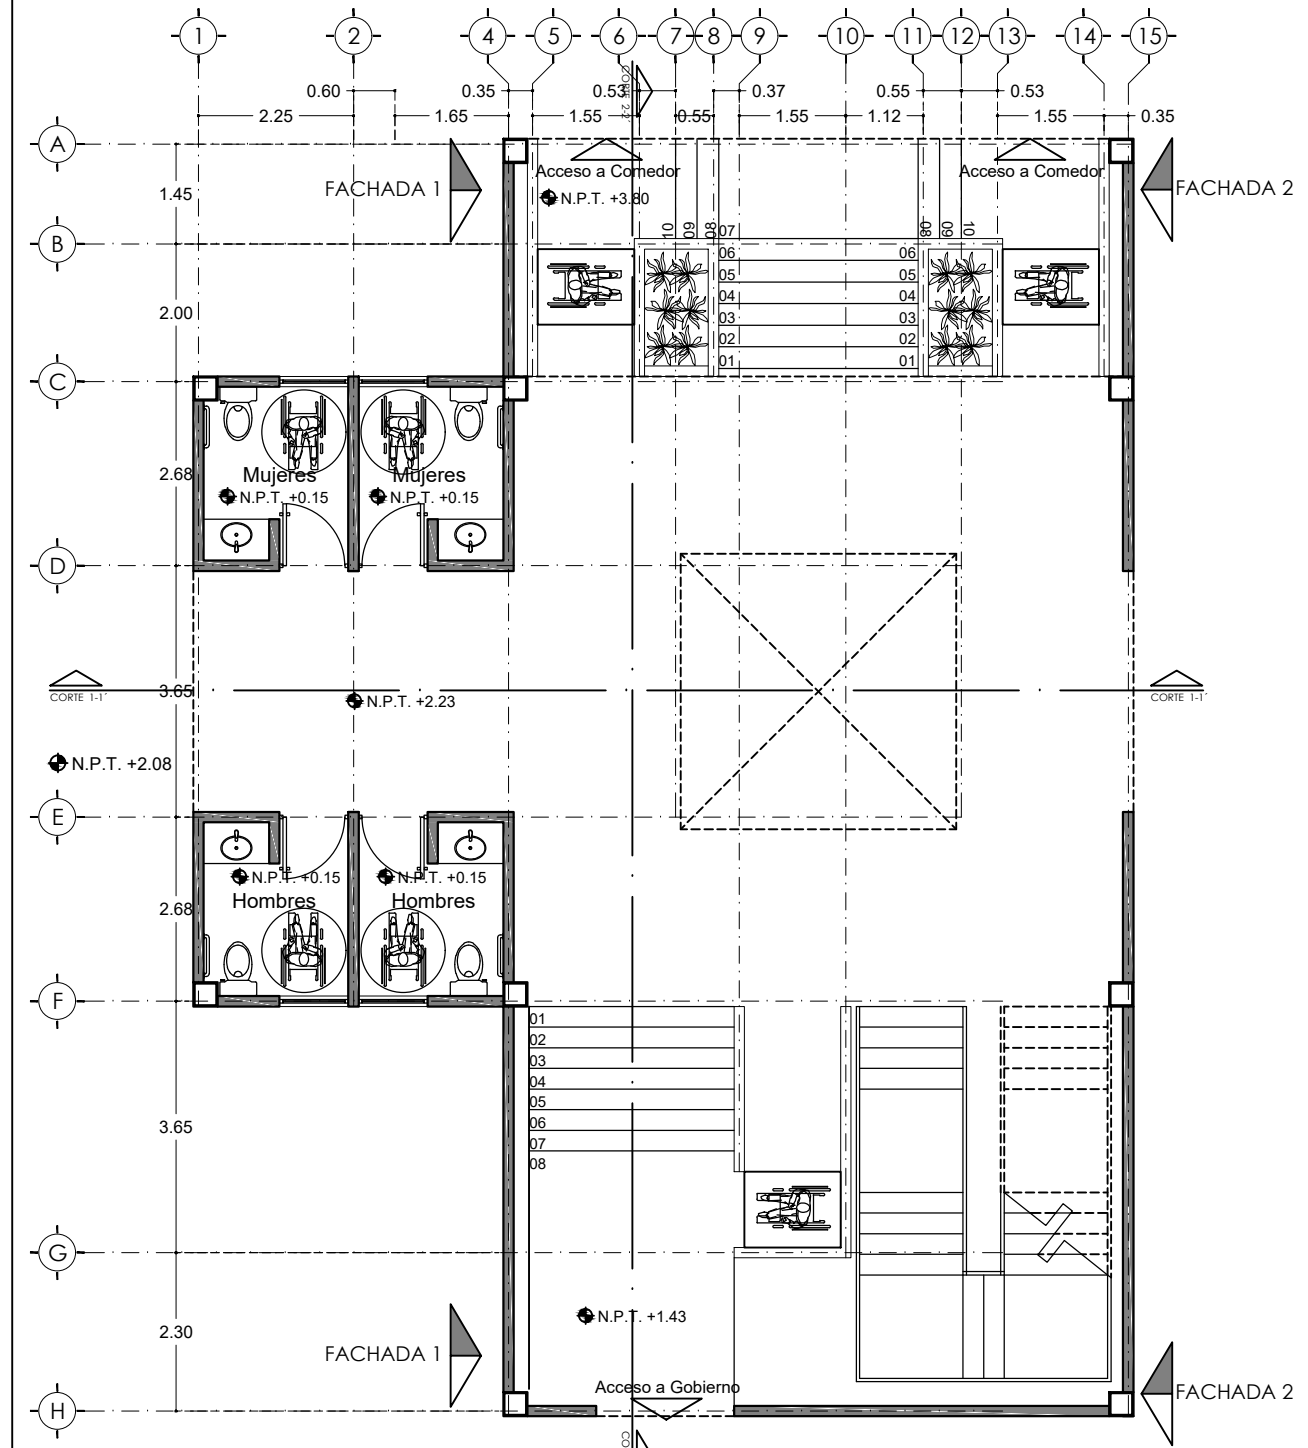 1 2 4 5 6 7 8 9 10 11 12 13 14 15
0.60 0.35 0.53 0.37 0.55 0.53
2.25 1.65 1.55 0.55 1.55 1.12 1.55 0.35
CORTE 2-2'
A
Acceso a Comedor
Acceso a Comedor
FACHADA 1
FACHADA 2
1.45
N.P.T. +3.80
B
10 09 08 07
08 09 10
06 06
05 05
04 04
03 03
02 02
01 01
2.00
C
2.68
Mujeres
Mujeres
N.P.T. +0.15
N.P.T. +0.15
D
CORTE 1-1'
3.65
N.P.T. +2.23
CORTE 1-1'
N.P.T. +2.08
E
N.P.T. +0.15
N.P.T. +0.15
Hombres
Hombres
2.68
F
01
02
03
04
05
06
07
08
3.65
G
N.P.T. +1.43
2.30
FACHADA 1
Acceso a Gobierno
FACHADA 2
H
CO